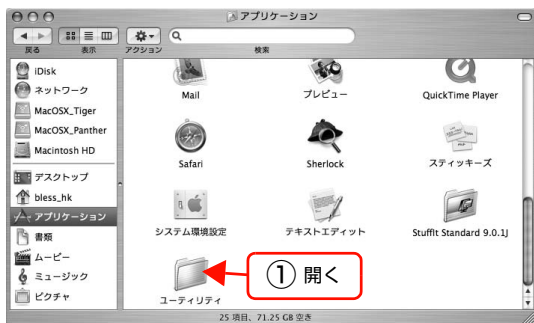 アプリケーション
戻る 表示 アクション 検索
iDisk
ネットワーク
MacOSX_Tiger
MacOSX_Panther
Macintosh HD
デスクトップ
bless_hk
アプリケーション
書類
ムービー
ミュージック
ピクチャ
Mail プレビュー QuickTime Player
Safari Sherlock スティッキーズ
システム環境設定 テキストエディット StuffIt Standard 9.0.1J
ユーティリティ
① 開く
25 項目、71.25 GB 空き